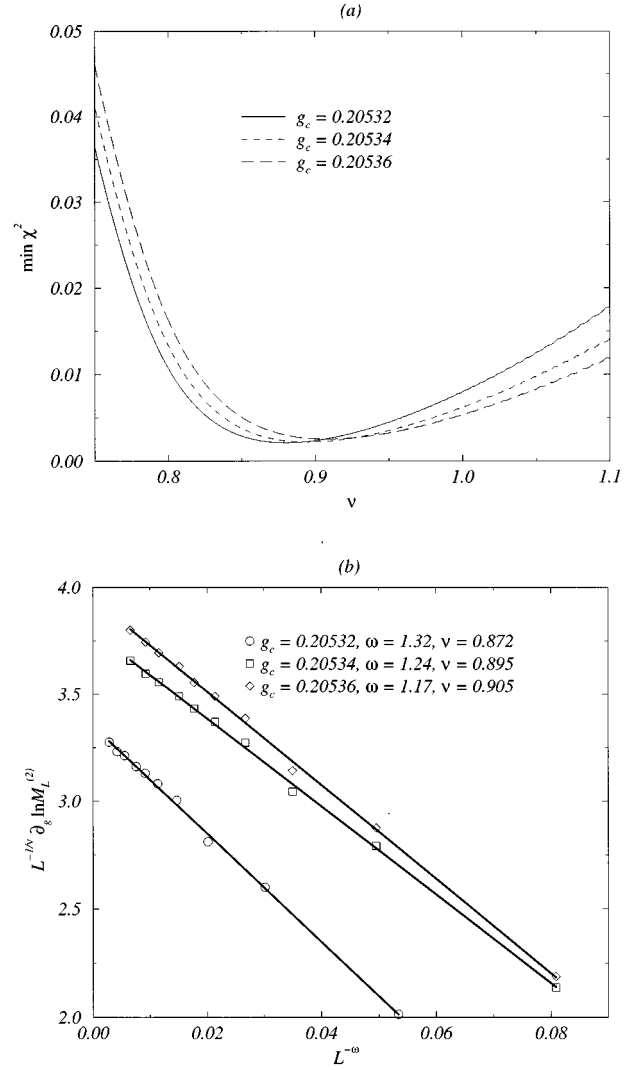 (a)
0.05
0.04
0.03
0.02
0.01
0.00
min χ²
g_c = 0.20532
g_c = 0.20534
g_c = 0.20536
0.8 0.9 1.0 1.1
ν
(b)
4.0
3.5
3.0
2.5
2.0
L^{-1/ν} ∂_g lnM_L^{(2)}
g_c = 0.20532, ω = 1.32, ν = 0.872
g_c = 0.20534, ω = 1.24, ν = 0.895
g_c = 0.20536, ω = 1.17, ν = 0.905
0.00 0.02 0.04 0.06 0.08
L^{-ω}